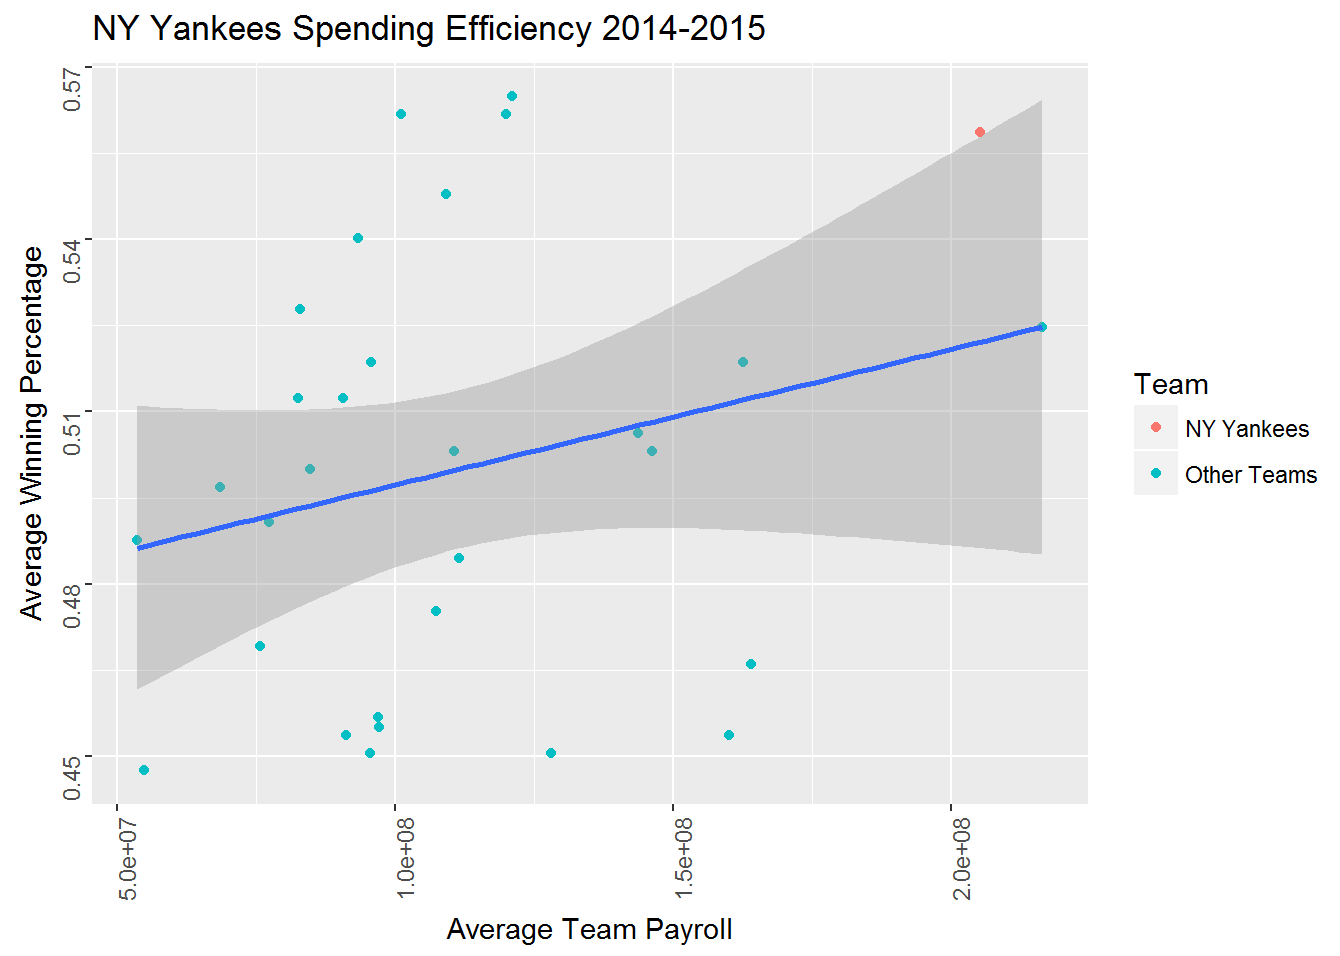 NY Yankees Spending Efficiency 2014-2015
0.57
0.54
0.51
0.48
0.45
Average Winning Percentage
5.0e+07
1.0e+08
1.5e+08
2.0e+08
Average Team Payroll
Team
NY Yankees
Other Teams